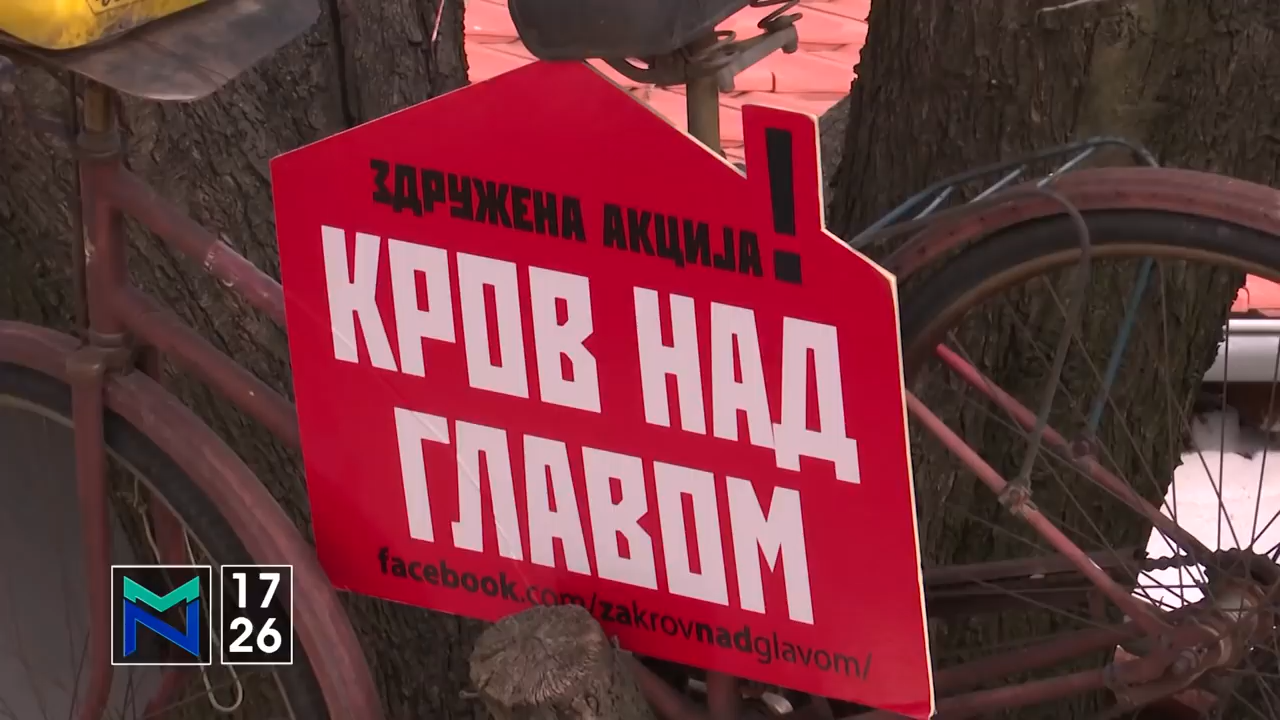 ЗДРУЖЕНА АКЦИЈА!
КРОВ НАД
ГЛАВОМ
facebook.com/zakrovnadglavom/
17
26